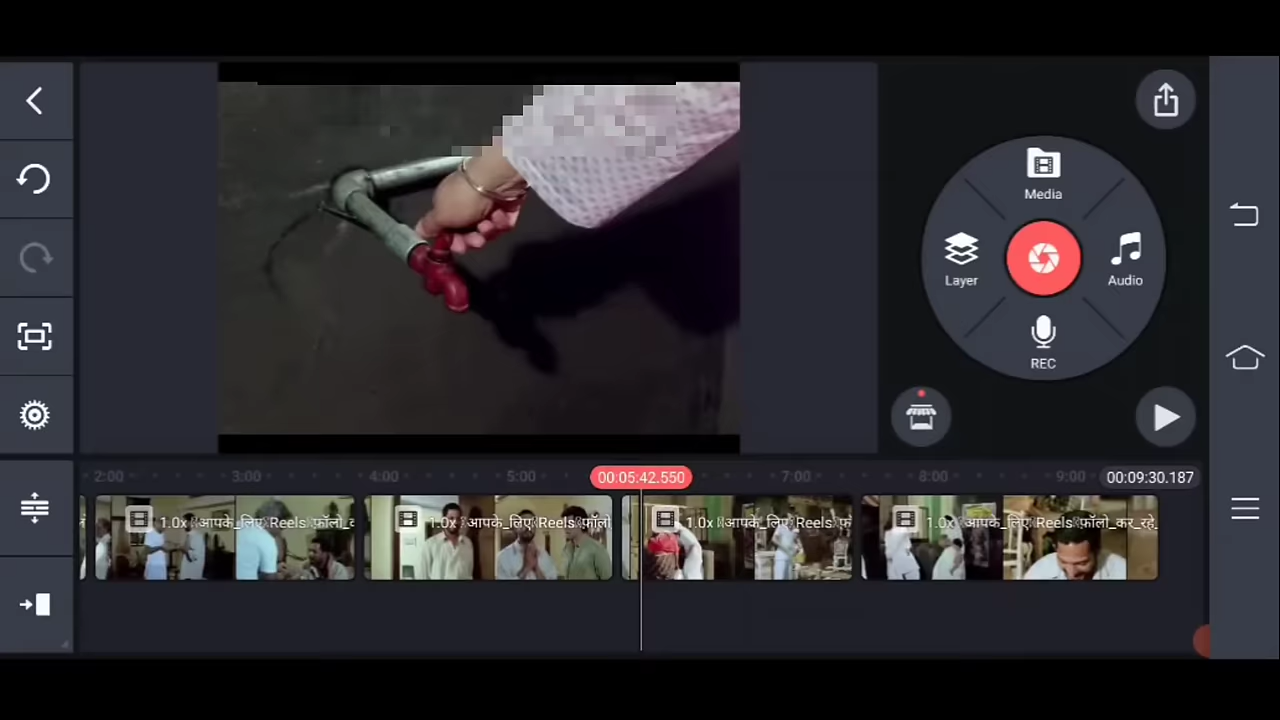 Media
Layer
Audio
REC
2:00
3:00
4:00
5:00
00:05:42.550
7:00
8:00
9:00
00:09:30.187
1.0x आपके_लिए Reels फ़ॉलो_व
1.0x आपके_लिए Reels फ़ॉलो
1.0x आपके_लिए Reels फ़
1.0x आपके_लिए Reels फ़ॉलो_कर_रहे_